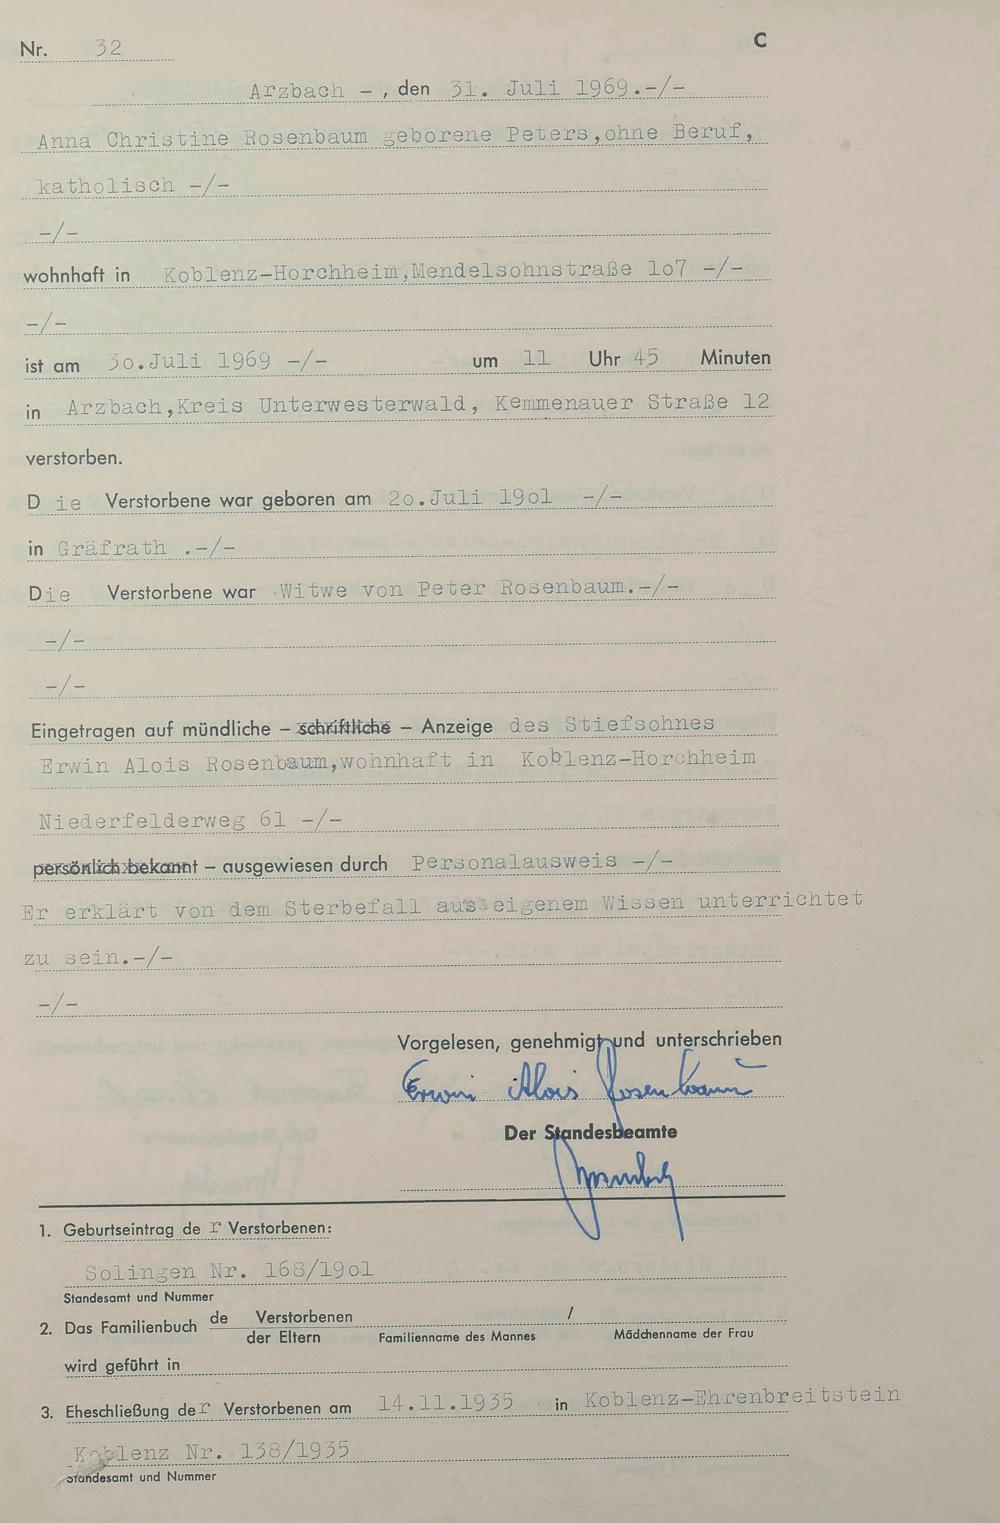 Nr. 32 C
Arzbach - , den 31. Juli 1969.-/-
Anna Christine Rosenbaum geborene Peters,ohne Beruf,
katholisch -/-
-/-
wohnhaft in Koblenz-Horchheim,Mendelsohnstraße 1o7 -/-
-/-
ist am 3o.Juli 1969 -/- um 11 Uhr 45 Minuten
in Arzbach,Kreis Unterwesterwald, Kemmenauer Straße 12
verstorben.
D ie Verstorbene war geboren am 2o.Juli 19o1 -/-
in Gräfrath .-/-
Die Verstorbene war Witwe von Peter Rosenbaum.-/-
-/-
-/-
Eingetragen auf mündliche – schriftliche – Anzeige des Stiefsohnes
Erwin Alois Rosenbaum,wohnhaft in Koblenz-Horchheim
Niederfelderweg 61 -/-
persönlich bekannt – ausgewiesen durch Personalausweis -/-
Er erklärt von dem Sterbefall aus eigenem Wissen unterrichtet
zu sein.-/-
-/-
Vorgelesen, genehmigt und unterschrieben
Erwin Alois Rosenbaum
Der Standesbeamte
1. Geburtseintrag de r Verstorbenen:
Solingen Nr. 168/19o1
Standesamt und Nummer
2. Das Familienbuch de Verstorbenen /
der Eltern Familienname des Mannes Mädchenname der Frau
wird geführt in
3. Eheschließung der Verstorbenen am 14.11.1935 in Koblenz-Ehrenbreitstein
Koblenz Nr. 138/1935
Standesamt und Nummer